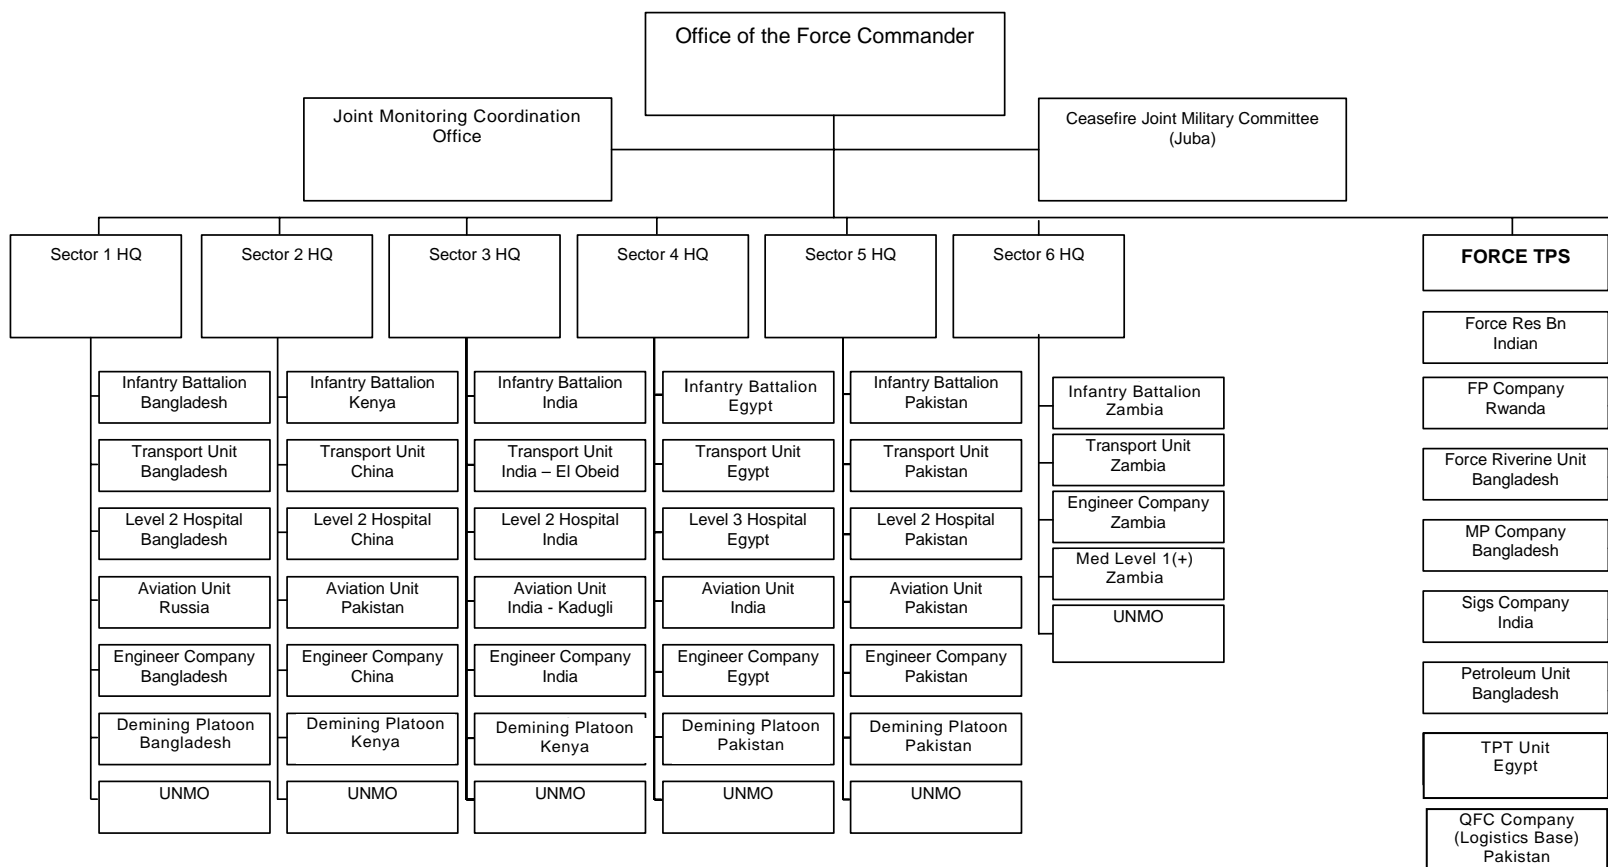 Office of the Force Commander
Joint Monitoring Coordination
Office
Ceasefire Joint Military Committee
(Juba)
Sector 1 HQ
Sector 2 HQ
Sector 3 HQ
Sector 4 HQ
Sector 5 HQ
Sector 6 HQ
FORCE TPS
Infantry Battalion
Bangladesh
Transport Unit
Bangladesh
Level 2 Hospital
Bangladesh
Aviation Unit
Russia
Engineer Company
Bangladesh
Demining Platoon
Bangladesh
UNMO
Infantry Battalion
Kenya
Transport Unit
China
Level 2 Hospital
China
Aviation Unit
Pakistan
Engineer Company
China
Demining Platoon
Kenya
UNMO
Infantry Battalion
India
Transport Unit
India – El Obeid
Level 2 Hospital
India
Aviation Unit
India - Kadugli
Engineer Company
India
Demining Platoon
Kenya
UNMO
Infantry Battalion
Egypt
Transport Unit
Egypt
Level 3 Hospital
Egypt
Aviation Unit
India
Engineer Company
Egypt
Demining Platoon
Pakistan
UNMO
Infantry Battalion
Pakistan
Transport Unit
Pakistan
Level 2 Hospital
Pakistan
Aviation Unit
Pakistan
Engineer Company
Pakistan
Demining Platoon
Pakistan
UNMO
Infantry Battalion
Zambia
Transport Unit
Zambia
Engineer Company
Zambia
Med Level 1(+)
Zambia
UNMO
Force Res Bn
Indian
FP Company
Rwanda
Force Riverine Unit
Bangladesh
MP Company
Bangladesh
Sigs Company
India
Petroleum Unit
Bangladesh
TPT Unit
Egypt
QFC Company
(Logistics Base)
Pakistan